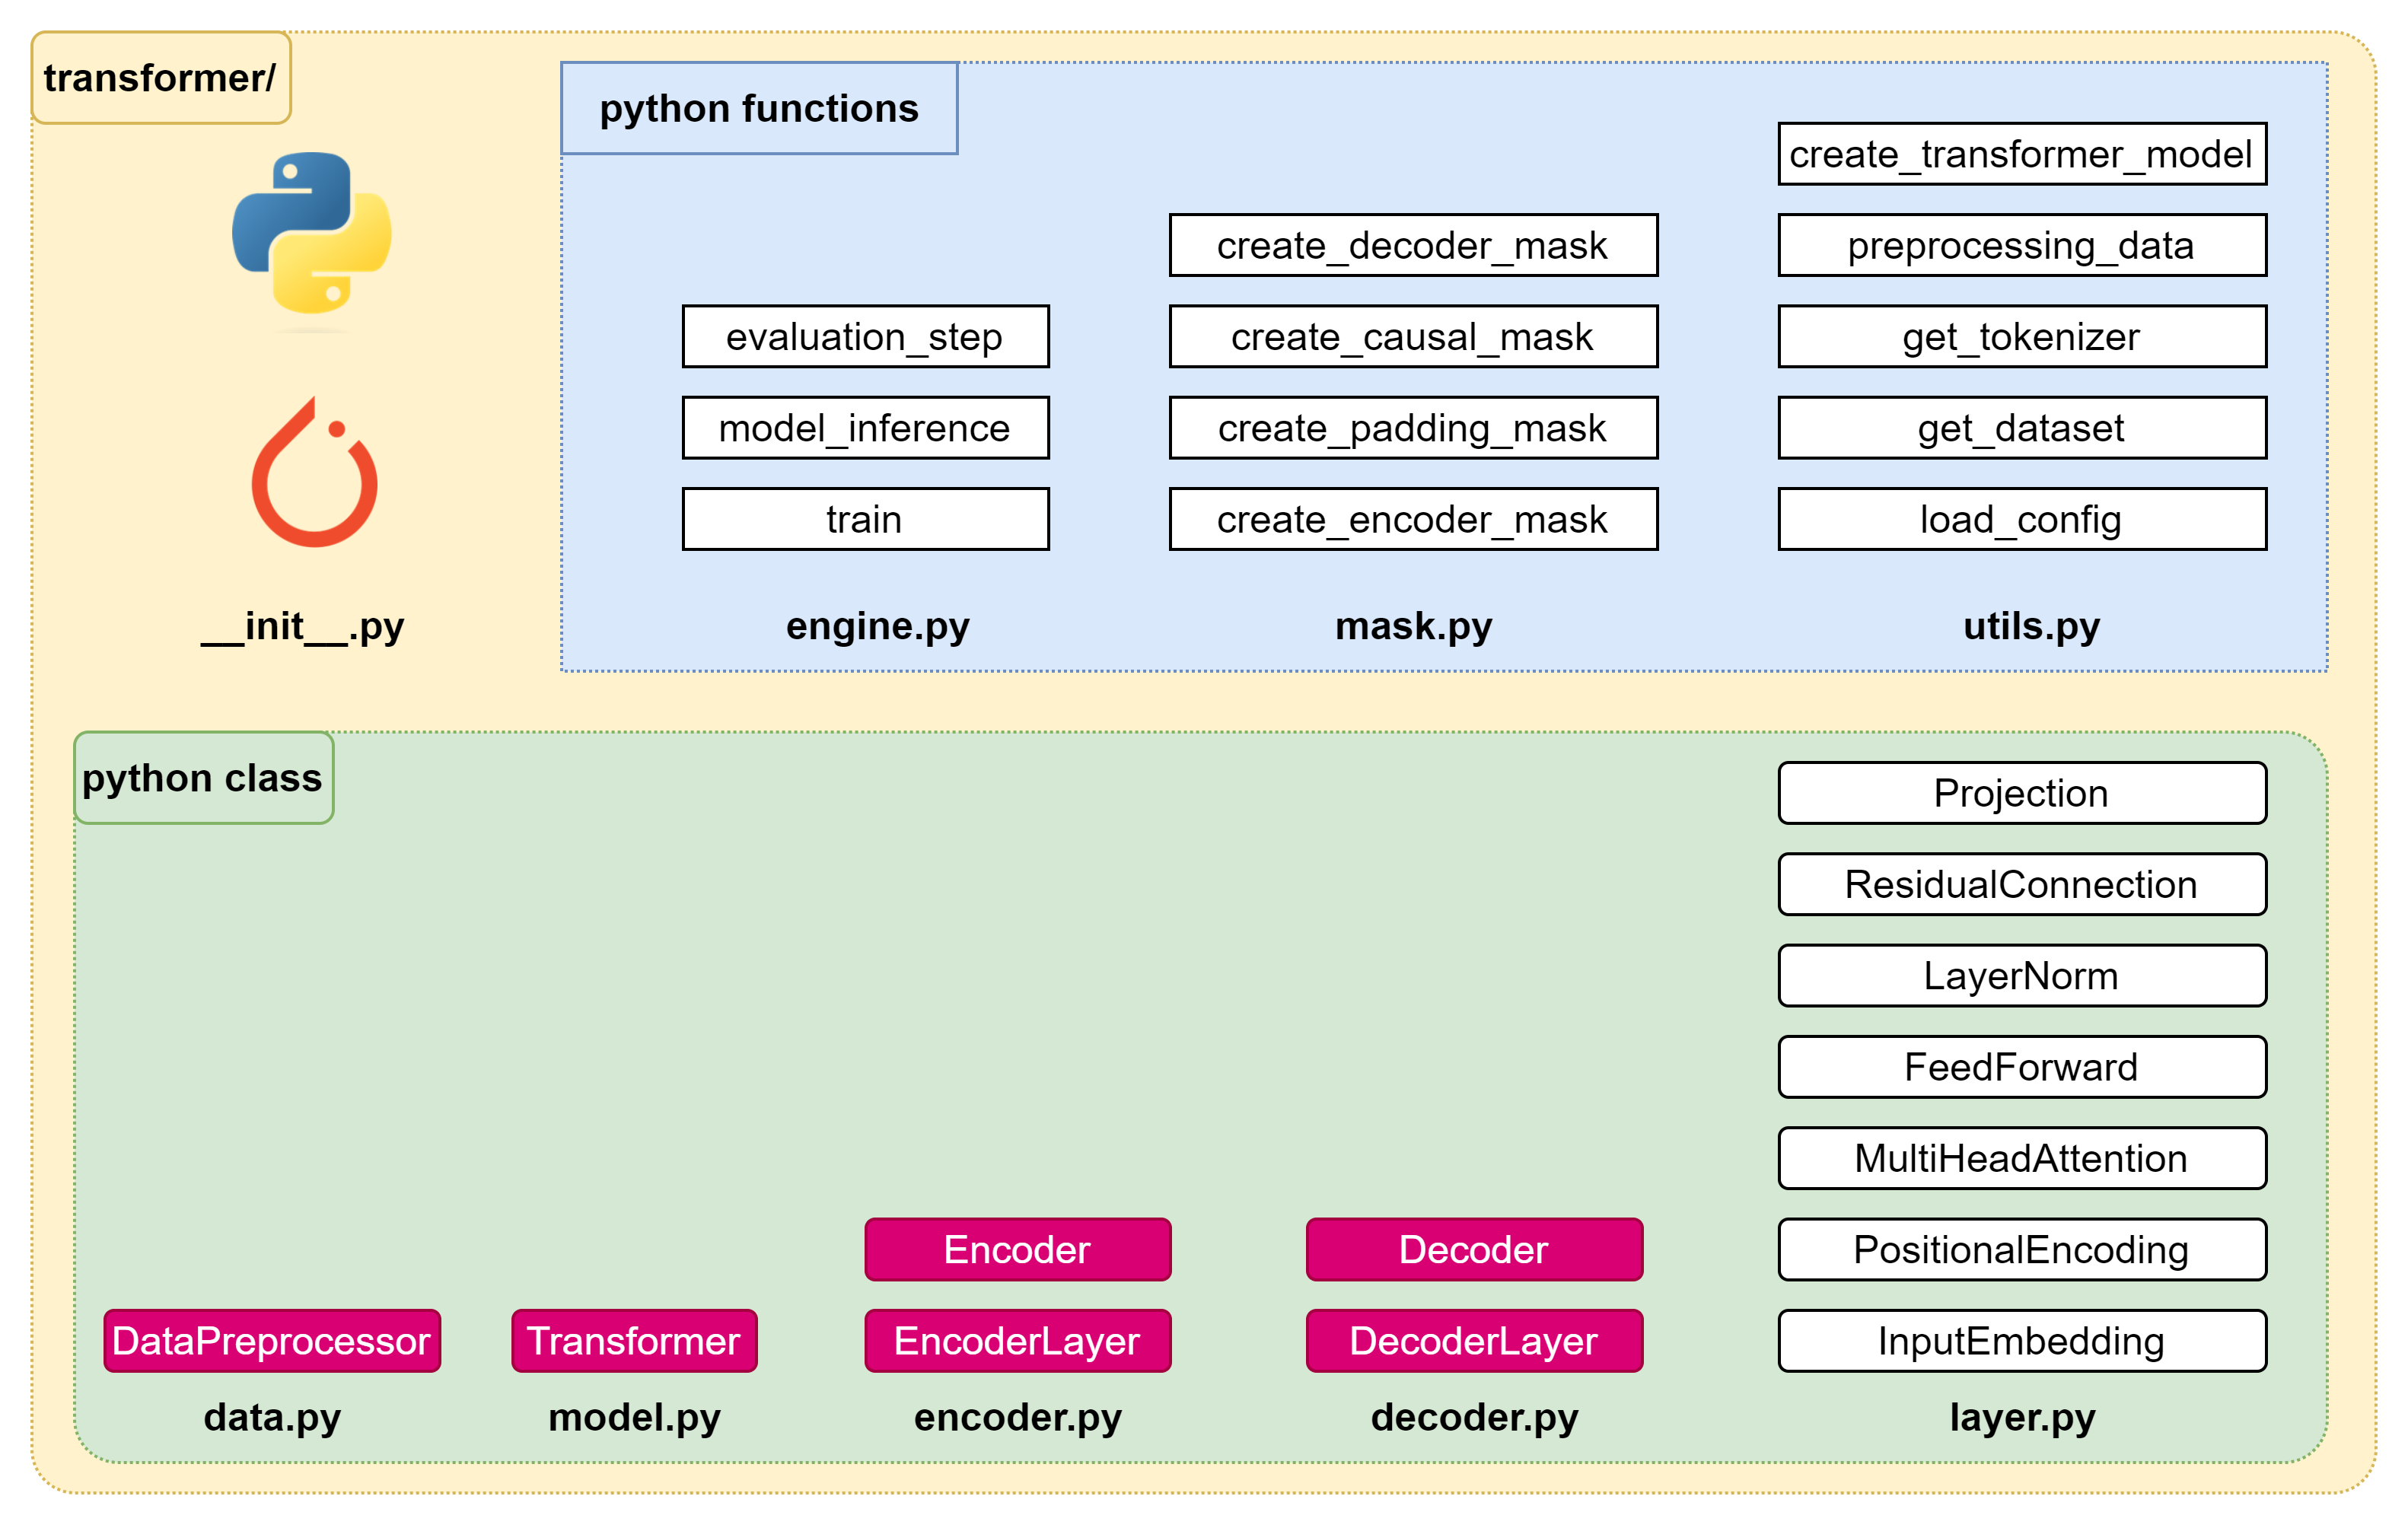 transformer/
python functions
evaluation_step
model_inference
train
engine.py
create_decoder_mask
create_causal_mask
create_padding_mask
create_encoder_mask
mask.py
create_transformer_model
preprocessing_data
get_tokenizer
get_dataset
load_config
utils.py
__init__.py
python class
DataPreprocessor
data.py
Transformer
model.py
Encoder
EncoderLayer
encoder.py
Decoder
DecoderLayer
decoder.py
Projection
ResidualConnection
LayerNorm
FeedForward
MultiHeadAttention
PositionalEncoding
InputEmbedding
layer.py